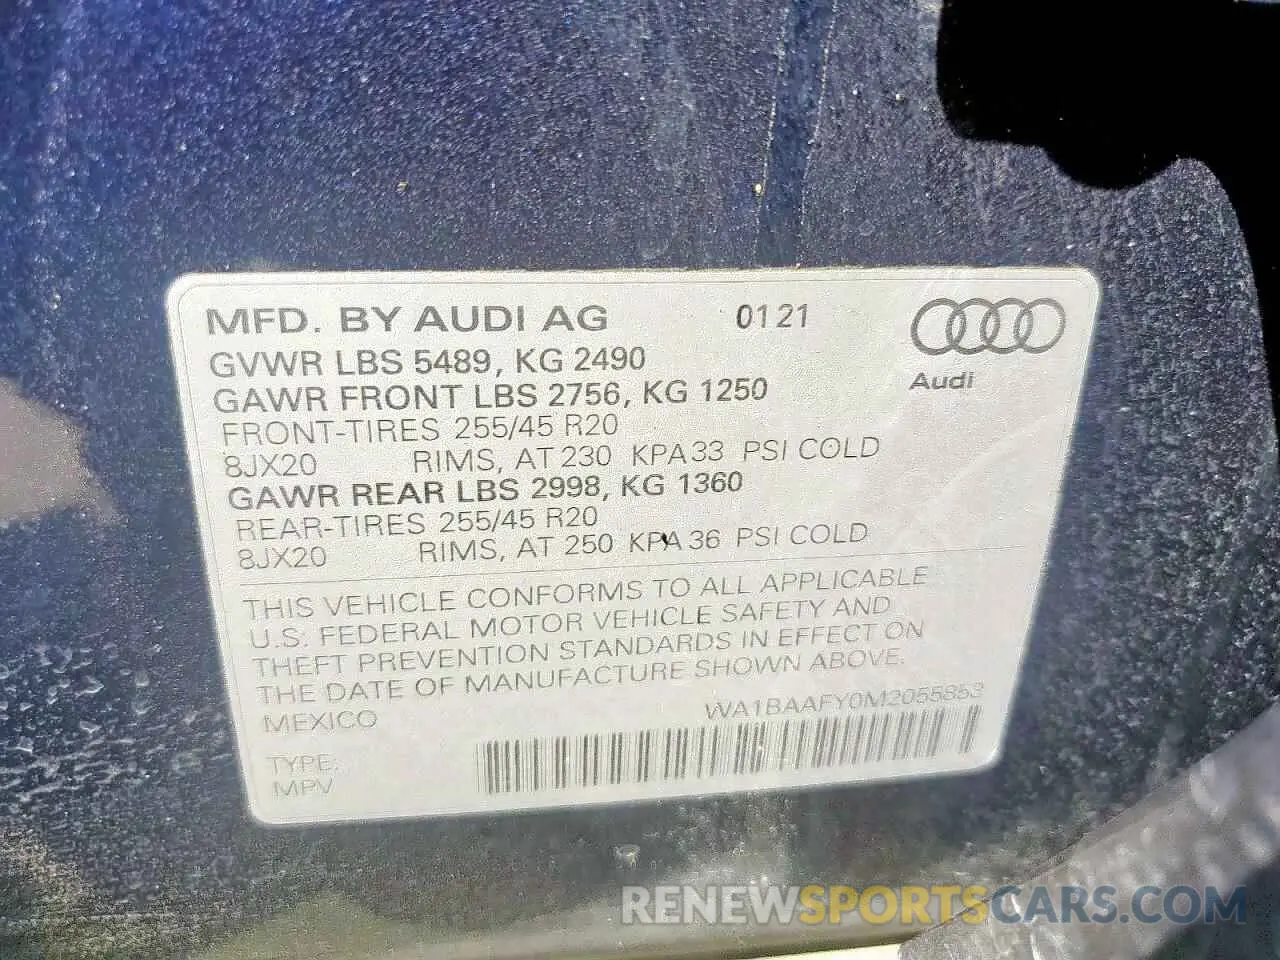 MFD. BY AUDI AG 01 21
GVWR LBS 5489, KG 2490
GAWR FRONT LBS 2756, KG 1250
Audi
FRONT-TIRES 255/45 R20
8JX20 RIMS, AT 230 KPA 33 PSI COLD
GAWR REAR LBS 2998, KG 1360
REAR-TIRES 255/45 R20
8JX20 RIMS, AT 250 KPA 36 PSI COLD
THIS VEHICLE CONFORMS TO ALL APPLICABLE
U.S. FEDERAL MOTOR VEHICLE SAFETY AND
THEFT PREVENTION STANDARDS IN EFFECT ON
THE DATE OF MANUFACTURE SHOWN ABOVE.
MEXICO WA1BAAFY0M2055853
TYPE:
MPV
RENEWSPORTSCARS.COM